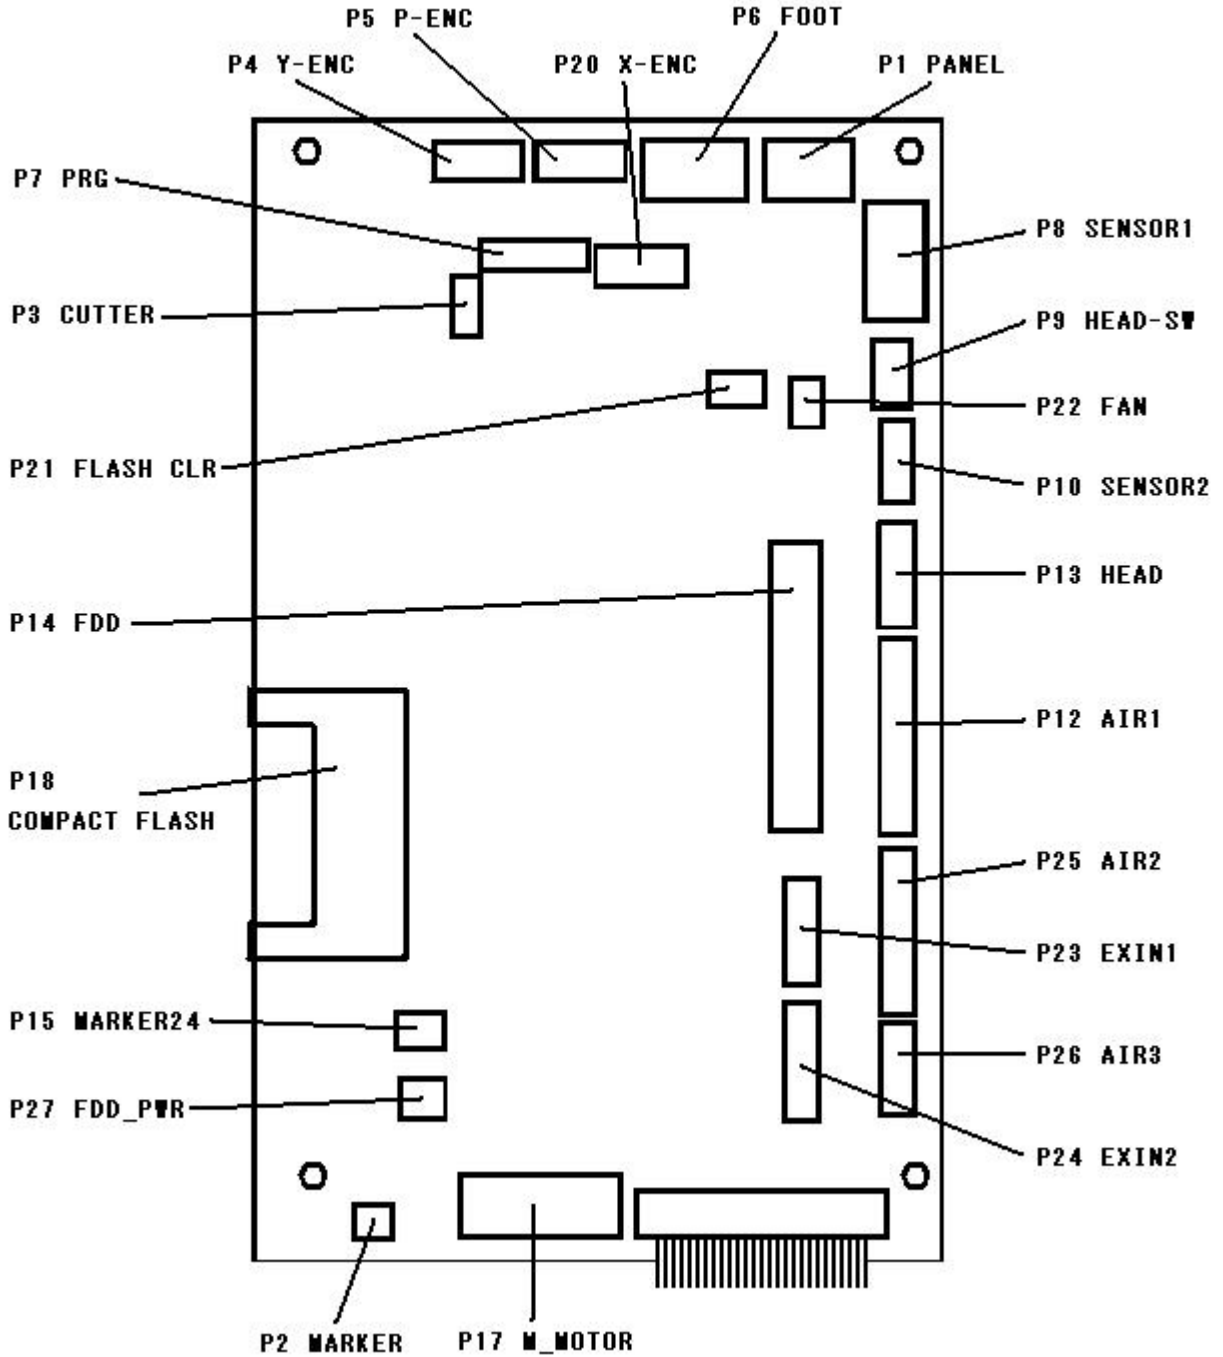 P5 P-ENC
P6 FOOT
P4 Y-ENC
P20 X-ENC
P1 PANEL
P7 PRG
P8 SENSOR1
P3 CUTTER
P9 HEAD-SW
P22 FAN
P21 FLASH CLR
P10 SENSOR2
P13 HEAD
P14 FDD
P12 AIR1
P18
COMPACT FLASH
P25 AIR2
P23 EXIN1
P15 MARKER24
P26 AIR3
P27 FDD_PWR
P24 EXIN2
P2 MARKER
P17 M_MOTOR